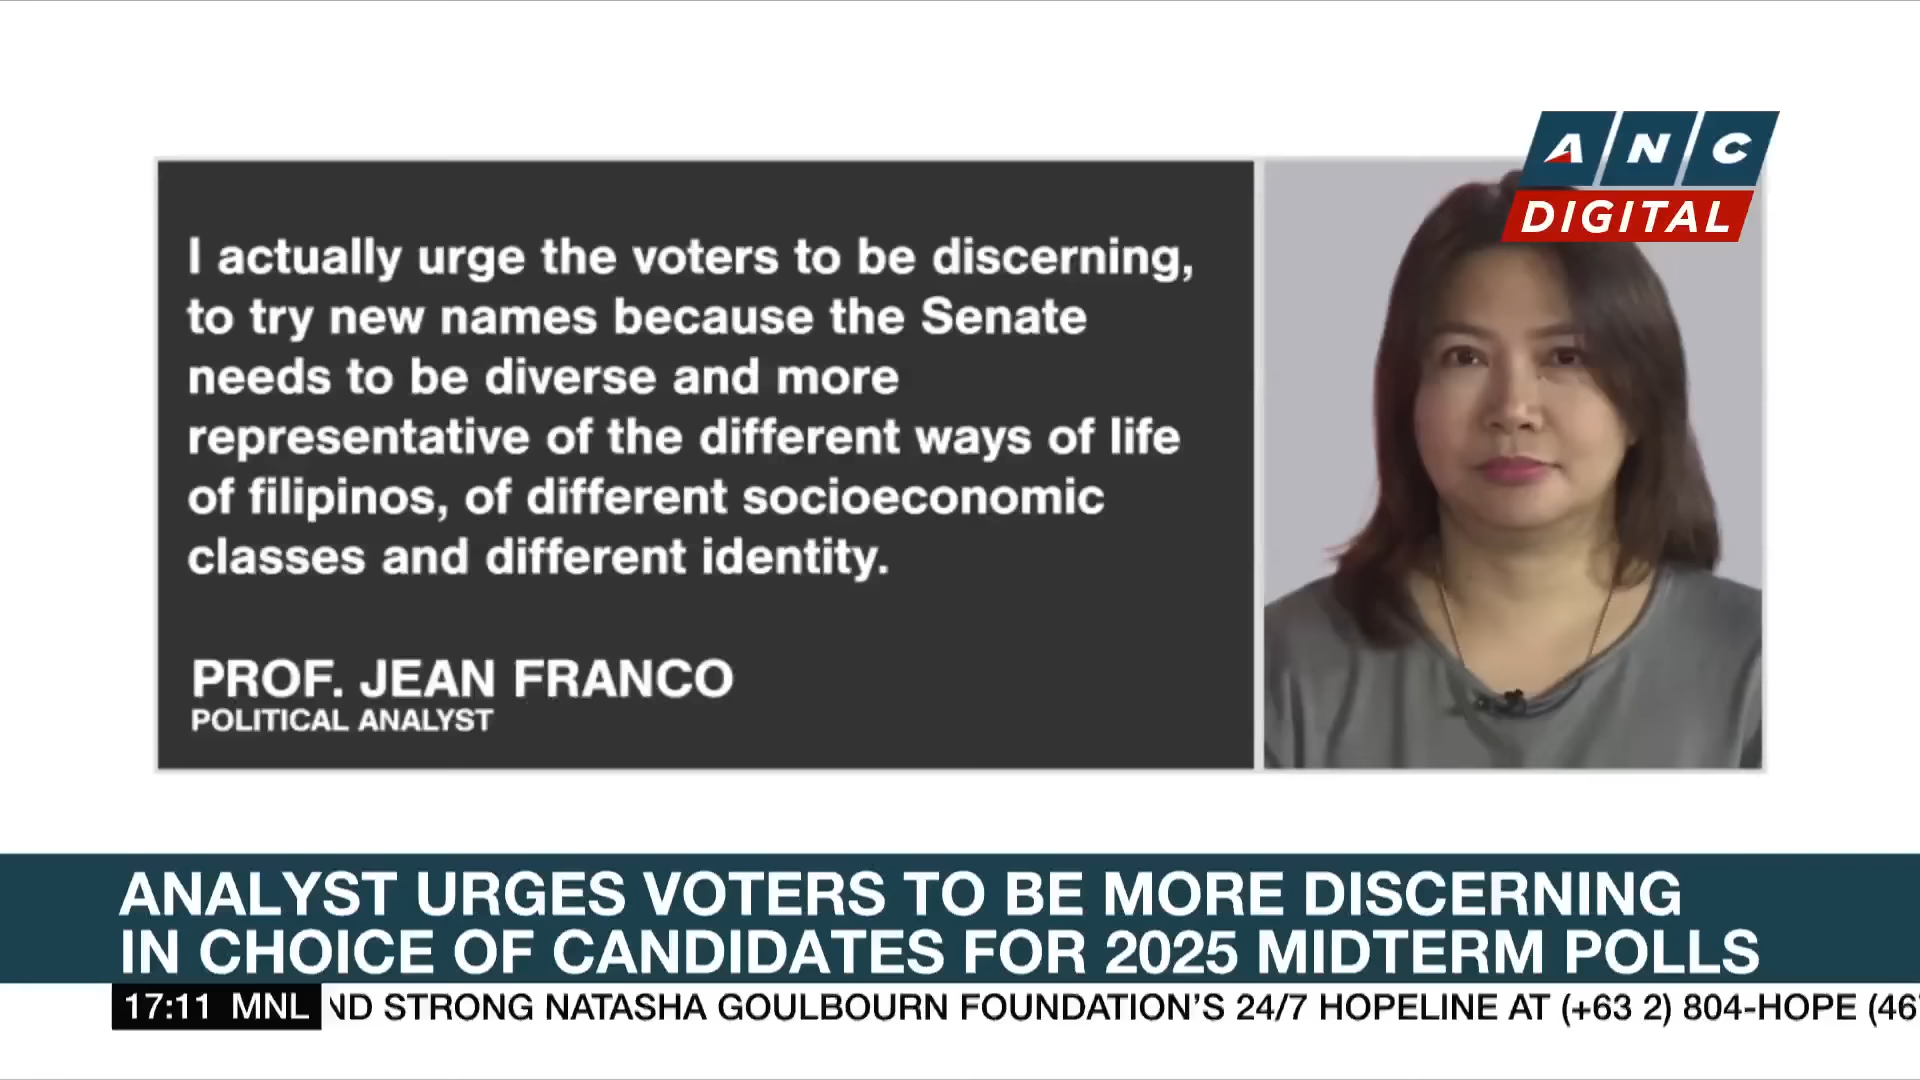 ANC
DIGITAL
I actually urge the voters to be discerning,
to try new names because the Senate
needs to be diverse and more
representative of the different ways of life
of filipinos, of different socioeconomic
classes and different identity.
PROF. JEAN FRANCO
POLITICAL ANALYST
ANALYST URGES VOTERS TO BE MORE DISCERNING
IN CHOICE OF CANDIDATES FOR 2025 MIDTERM POLLS
17:11 MNL
ND STRONG NATASHA GOULBOURN FOUNDATION'S 24/7 HOPELINE AT (+63 2) 804-HOPE (46